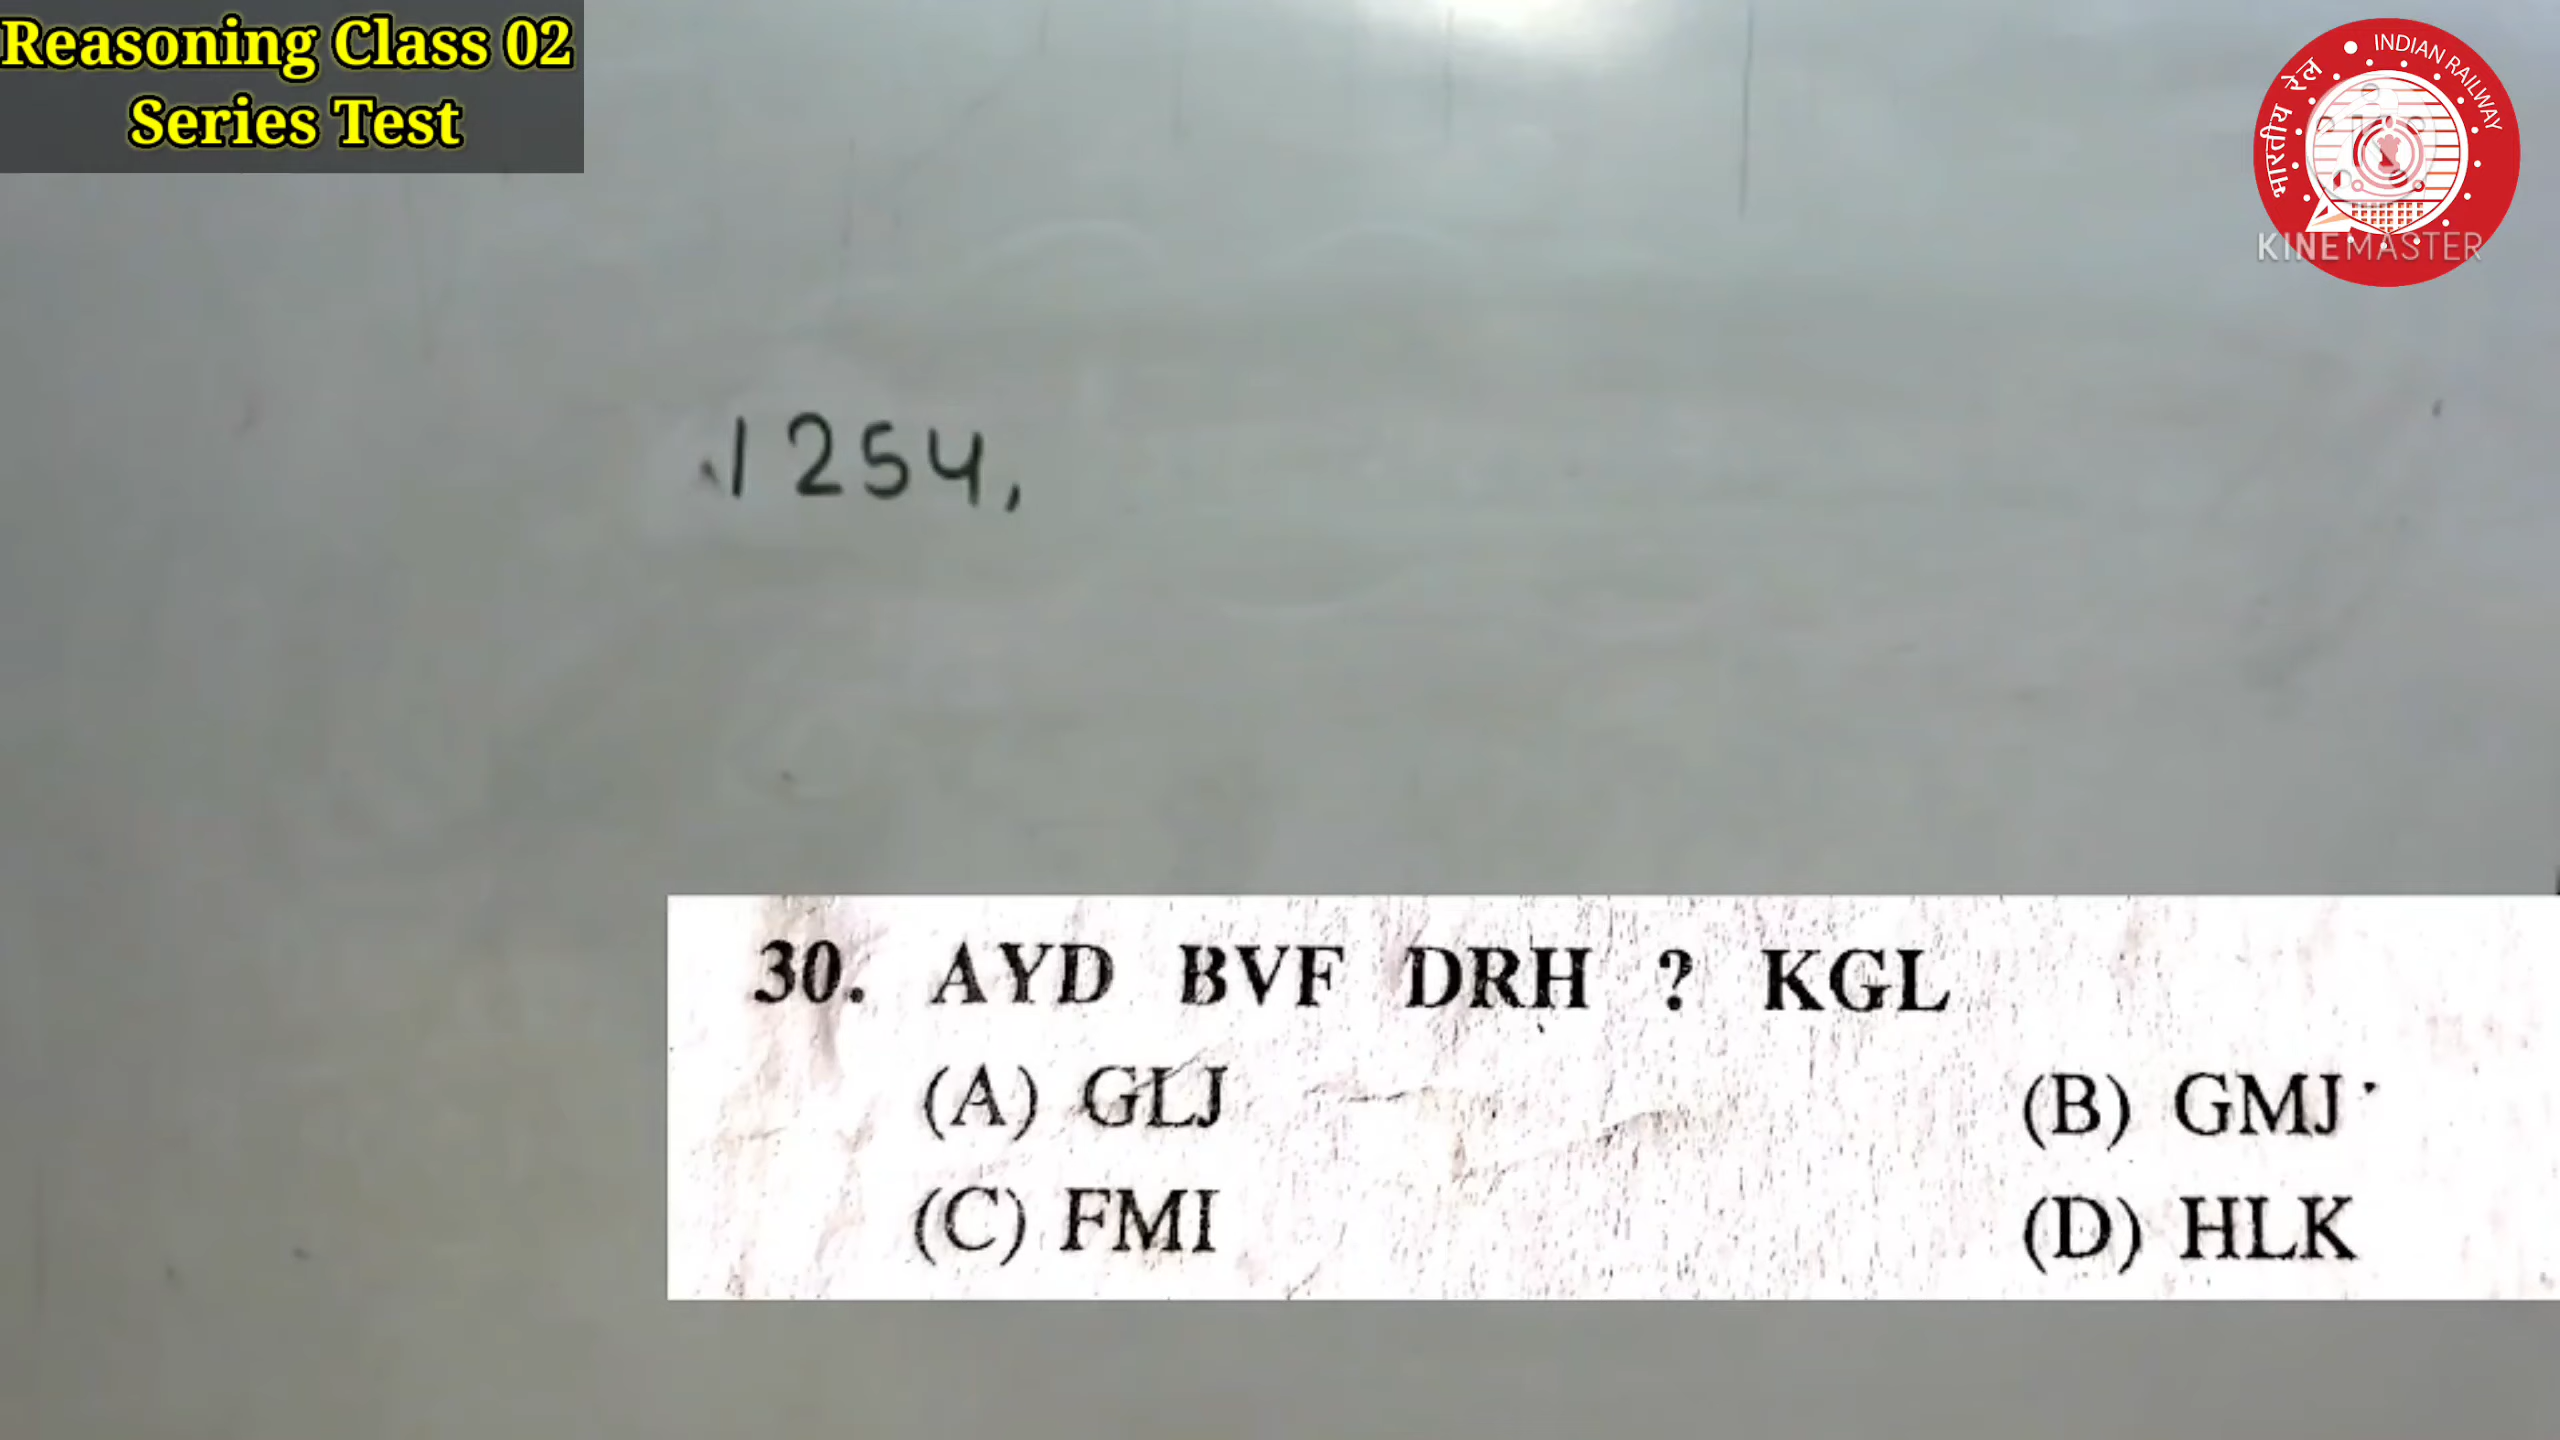 Reasoning Class 02
Series Test
INDIAN RAILWAY
भारतीय रेल
KINEMASTER
1254,
30. AYD BVF DRH ? KGL
(A) GLJ (B) GMJ
(C) FMI (D) HLK